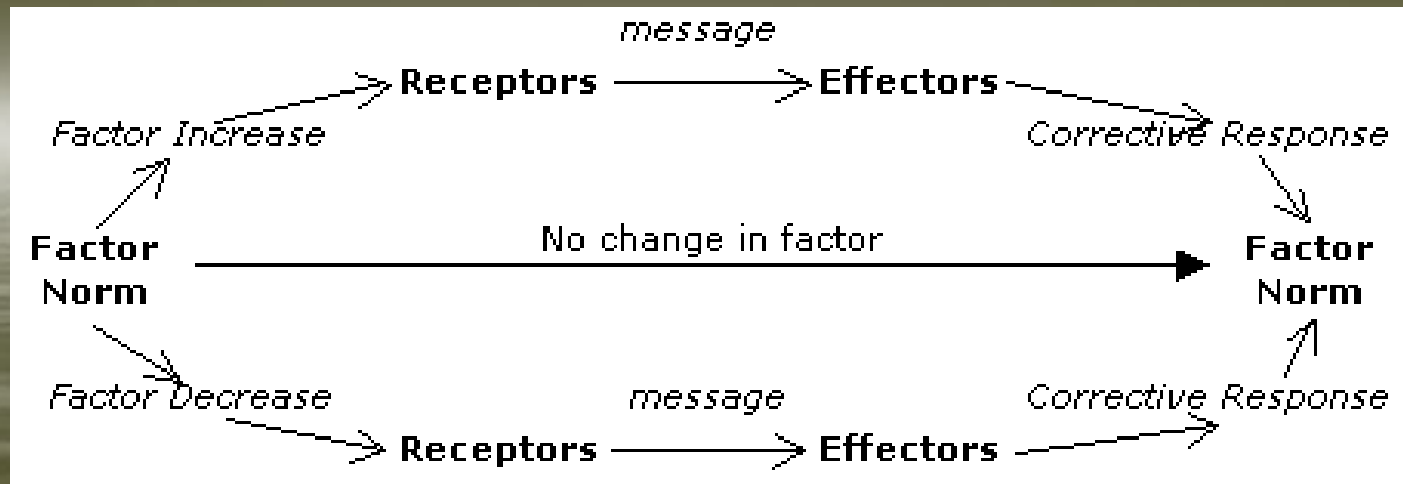 message
Receptors
Effectors
Factor Increase
Corrective Response
Factor
Norm
No change in factor
Factor
Norm
Factor Decrease
message
Corrective Response
Receptors
Effectors